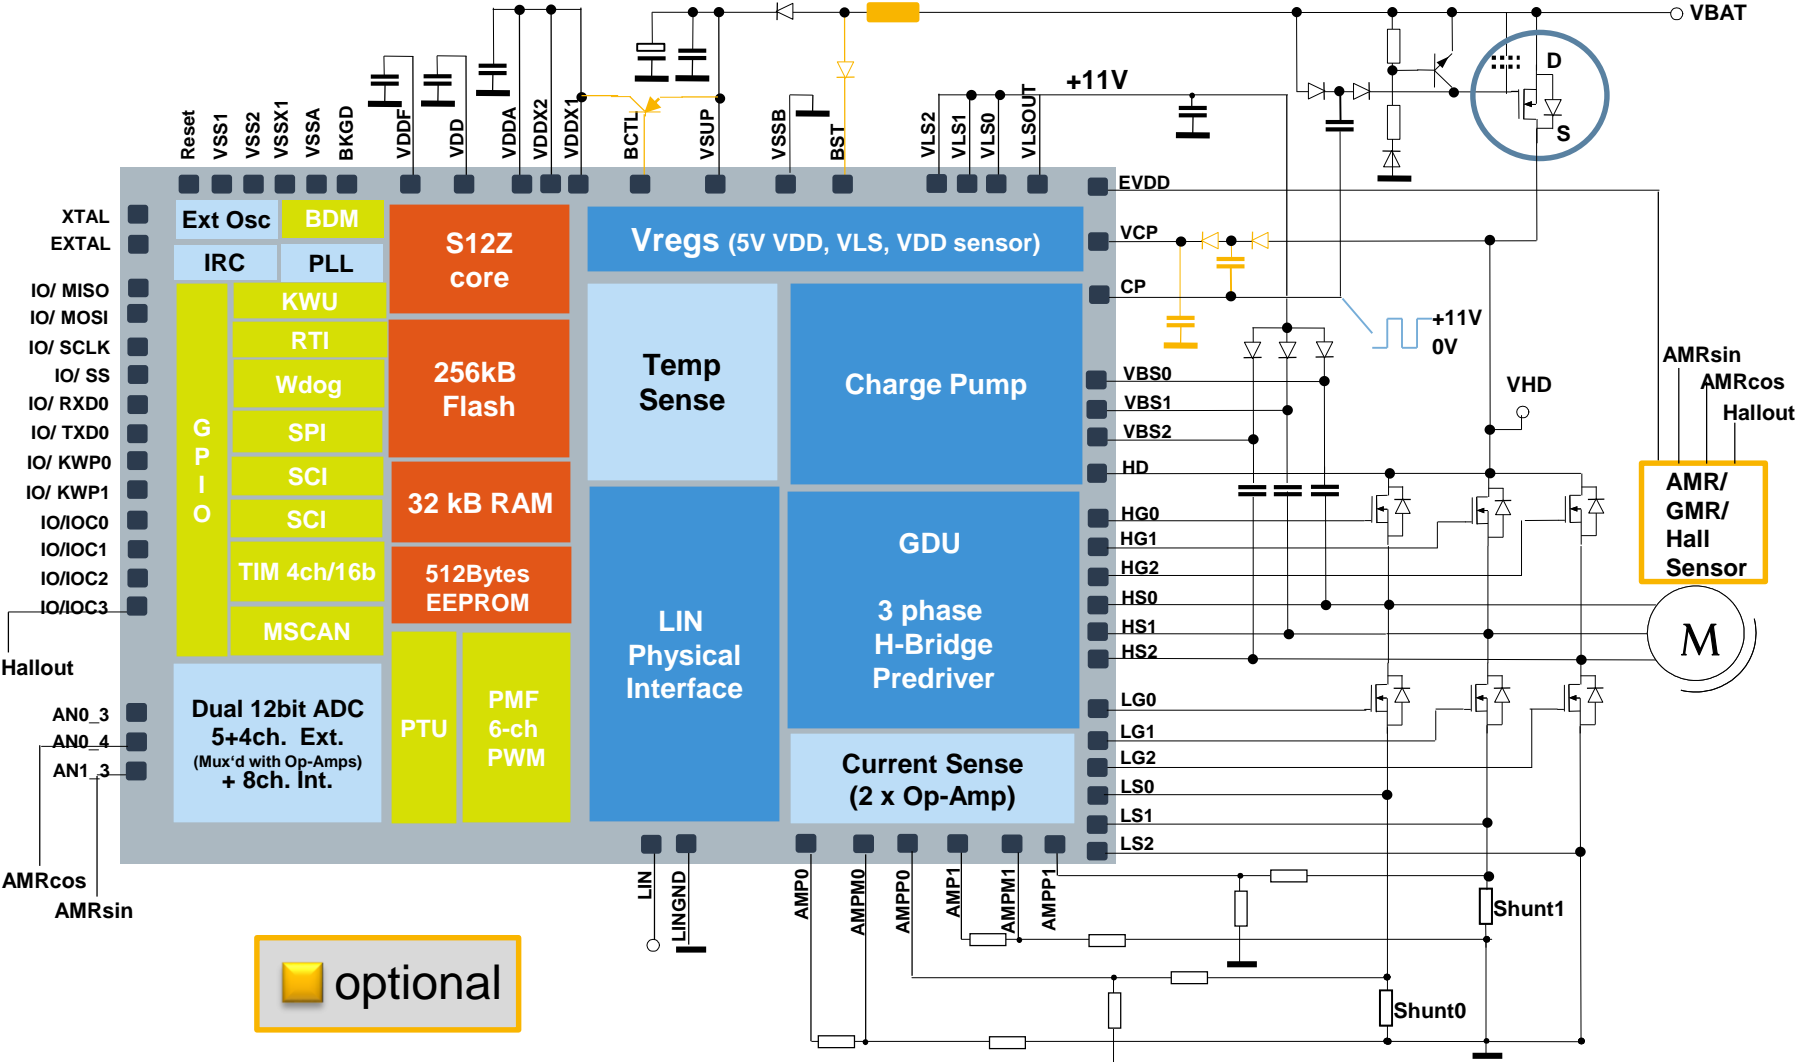 VBAT
D
S
+11V
Reset
VSS1
VSS2
VSSX1
VSSA
BKGD
VDDF
VDD
VDDA
VDDX2
VDDX1
BCTL
VSUP
VSSB
BST
VLS2
VLS1
VLS0
VLSOUT
XTAL
EXTAL
IO/ MISO
IO/ MOSI
IO/ SCLK
IO/ SS
IO/ RXD0
IO/ TXD0
IO/ KWP0
IO/ KWP1
IO/IOC0
IO/IOC1
IO/IOC2
IO/IOC3
Hallout
AN0_3
AN0_4
AN1_3
AMRcos
AMRsin
Ext Osc
BDM
IRC
PLL
GPIO
KWU
RTI
Wdog
SPI
SCI
SCI
TIM 4ch/16b
MSCAN
Dual 12bit ADC
5+4ch. Ext.
(Mux‘d with Op-Amps)
+ 8ch. Int.
S12Z
core
256kB
Flash
32 kB RAM
512Bytes
EEPROM
PTU
PMF
6-ch
PWM
Vregs (5V VDD, VLS, VDD sensor)
Temp
Sense
Charge Pump
LIN
Physical
Interface
GDU
3 phase
H-Bridge
Predriver
Current Sense
(2 x Op-Amp)
EVDD
VCP
CP
VBS0
VBS1
VBS2
HD
HG0
HG1
HG2
HS0
HS1
HS2
LG0
LG1
LG2
LS0
LS1
LS2
+11V
0V
VHD
AMRsin
AMRcos
Hallout
AMR/
GMR/
Hall
Sensor
M
LIN
LINGND
AMP0
AMPM0
AMPP0
AMP1
AMPM1
AMPP1
Shunt1
Shunt0
optional